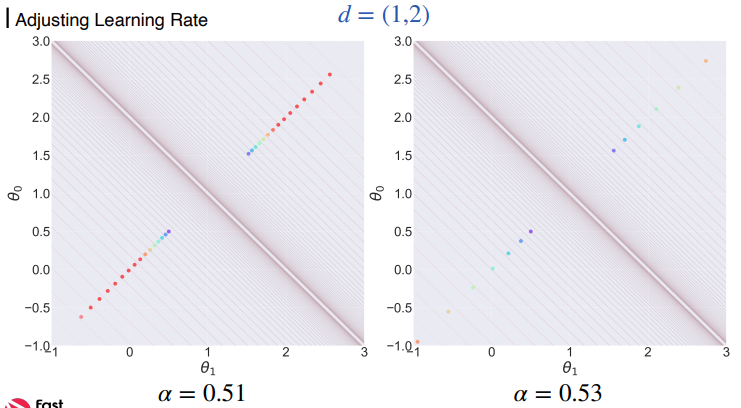 Adjusting Learning Rate
d = (1,2)
3.0
2.5
2.0
1.5
1.0
0.5
0.0
−0.5
−1.0
θ₀
−1 0 1 2 3
θ₁
α = 0.51
3.0
2.5
2.0
1.5
1.0
0.5
0.0
−0.5
−1.0
θ₀
−1 0 1 2 3
θ₁
α = 0.53
Fast